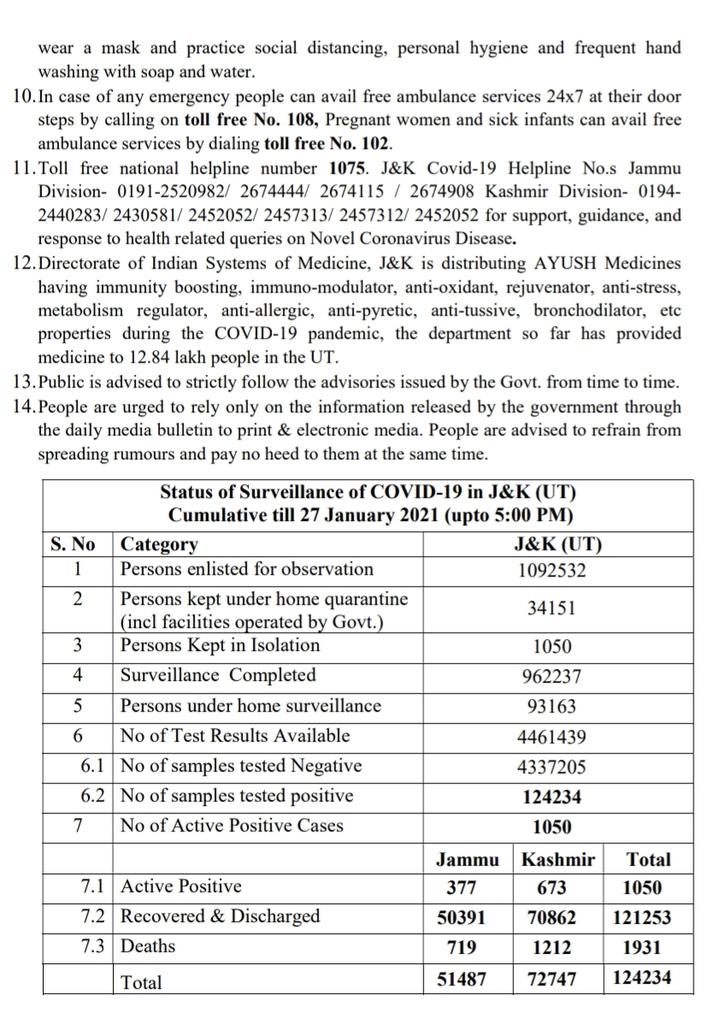 wear a mask and practice social distancing, personal hygiene and frequent hand
washing with soap and water.
10. In case of any emergency people can avail free ambulance services 24x7 at their door
steps by calling on toll free No. 108, Pregnant women and sick infants can avail free
ambulance services by dialing toll free No. 102.
11. Toll free national helpline number 1075. J&K Covid-19 Helpline No.s Jammu
Division- 0191-2520982/ 2674444/ 2674115 / 2674908 Kashmir Division- 0194-
2440283/ 2430581/ 2452052/ 2457313/ 2457312/ 2452052 for support, guidance, and
response to health related queries on Novel Coronavirus Disease.
12. Directorate of Indian Systems of Medicine, J&K is distributing AYUSH Medicines
having immunity boosting, immuno-modulator, anti-oxidant, rejuvenator, anti-stress,
metabolism regulator, anti-allergic, anti-pyretic, anti-tussive, bronchodilator, etc
properties during the COVID-19 pandemic, the department so far has provided
medicine to 12.84 lakh people in the UT.
13. Public is advised to strictly follow the advisories issued by the Govt. from time to time.
14. People are urged to rely only on the information released by the government through
the daily media bulletin to print & electronic media. People are advised to refrain from
spreading rumours and pay no heed to them at the same time.
Status of Surveillance of COVID-19 in J&K (UT)
Cumulative till 27 January 2021 (upto 5:00 PM)
S. No Category J&K (UT)
1 Persons enlisted for observation 1092532
2 Persons kept under home quarantine
(incl facilities operated by Govt.) 34151
3 Persons Kept in Isolation 1050
4 Surveillance Completed 962237
5 Persons under home surveillance 93163
6 No of Test Results Available 4461439
6.1 No of samples tested Negative 4337205
6.2 No of samples tested positive 124234
7 No of Active Positive Cases 1050
Jammu Kashmir Total
7.1 Active Positive 377 673 1050
7.2 Recovered & Discharged 50391 70862 121253
7.3 Deaths 719 1212 1931
Total 51487 72747 124234